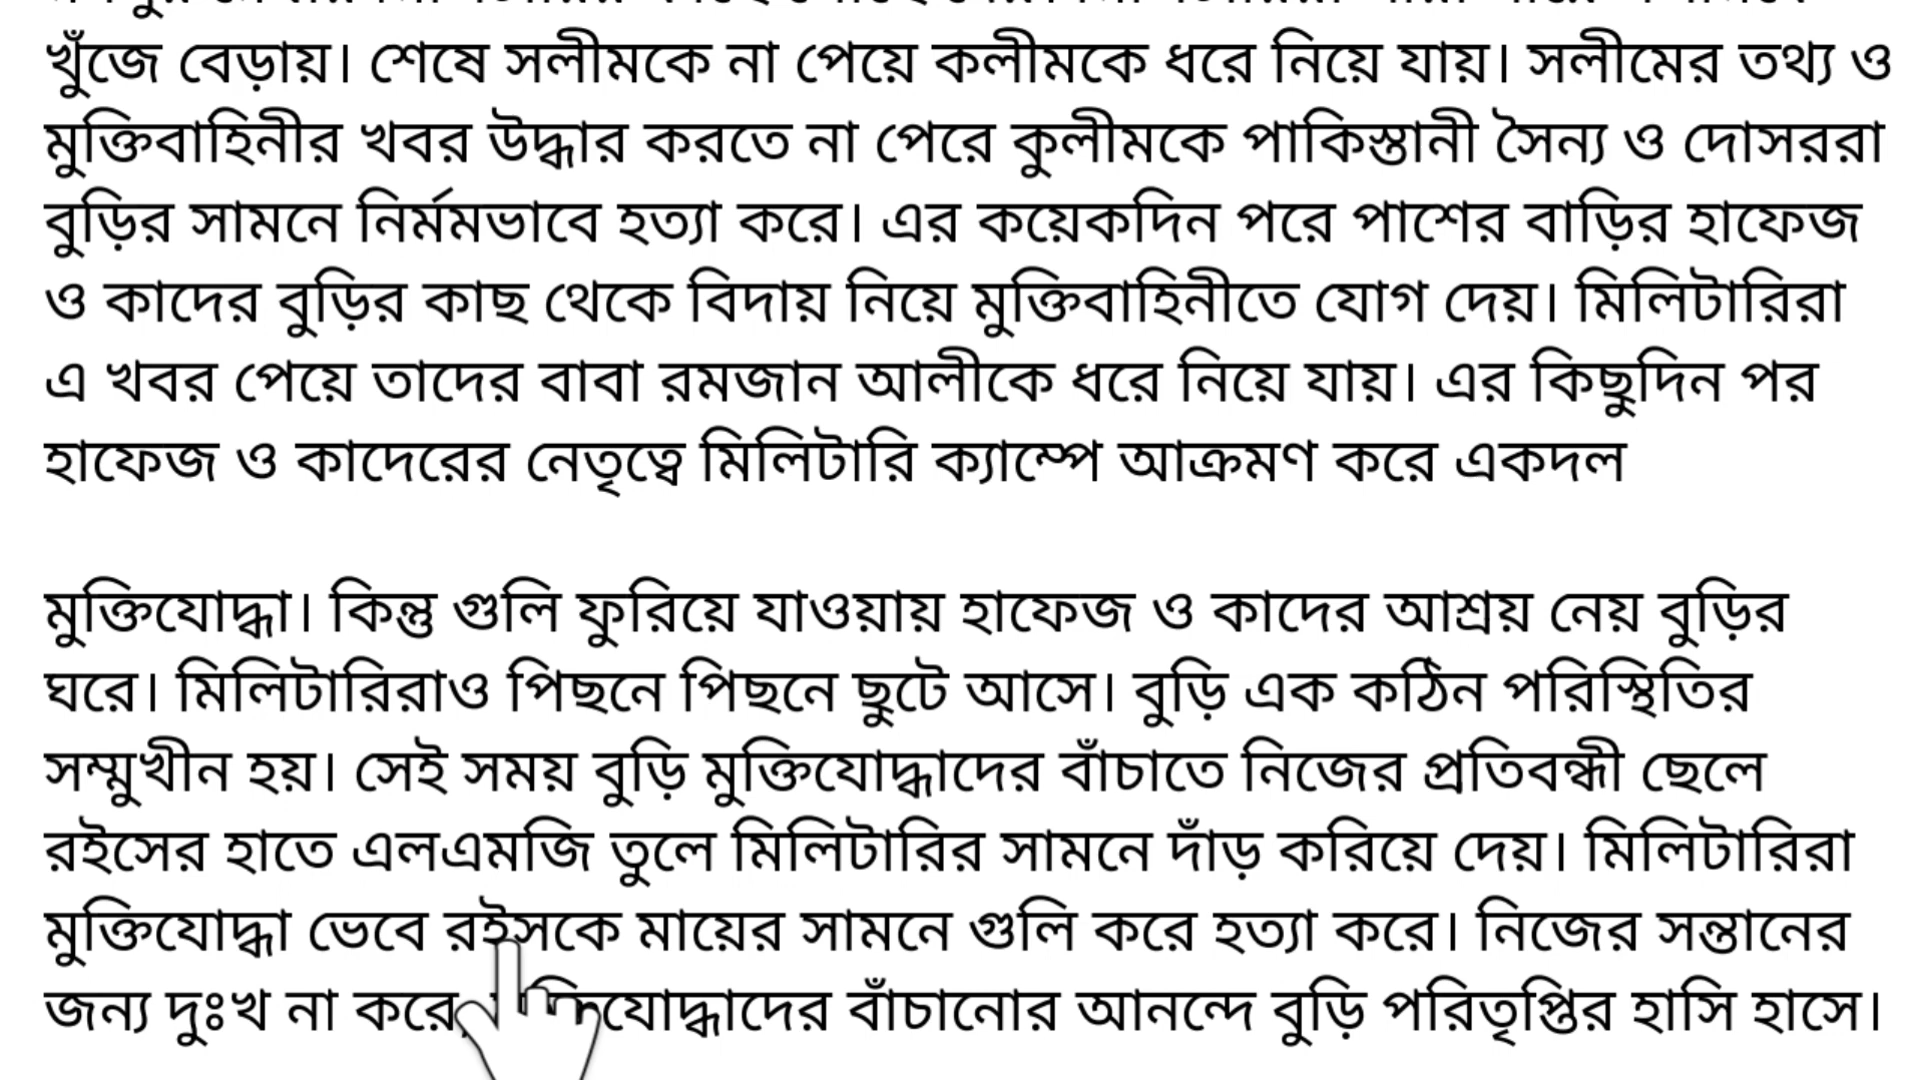 খুঁজে বেড়ায়। শেষে সলীমকে না পেয়ে কলীমকে ধরে নিয়ে যায়। সলীমের তথ্য ও
মুক্তিবাহিনীর খবর উদ্ধার করতে না পেরে কুলীমকে পাকিস্তানী সৈন্য ও দোসররা
বুড়ির সামনে নির্মমভাবে হত্যা করে। এর কয়েকদিন পরে পাশের বাড়ির হাফেজ
ও কাদের বুড়ির কাছ থেকে বিদায় নিয়ে মুক্তিবাহিনীতে যোগ দেয়। মিলিটারিরা
এ খবর পেয়ে তাদের বাবা রমজান আলীকে ধরে নিয়ে যায়। এর কিছুদিন পর
হাফেজ ও কাদেরের নেতৃত্বে মিলিটারি ক্যাম্পে আক্রমণ করে একদল
মুক্তিযোদ্ধা। কিন্তু গুলি ফুরিয়ে যাওয়ায় হাফেজ ও কাদের আশ্রয় নেয় বুড়ির
ঘরে। মিলিটারিরাও পিছনে পিছনে ছুটে আসে। বুড়ি এক কঠিন পরিস্থিতির
সম্মুখীন হয়। সেই সময় বুড়ি মুক্তিযোদ্ধাদের বাঁচাতে নিজের প্রতিবন্ধী ছেলে
রইসের হাতে এলএমজি তুলে মিলিটারির সামনে দাঁড় করিয়ে দেয়। মিলিটারিরা
মুক্তিযোদ্ধা ভেবে রইসকে মায়ের সামনে গুলি করে হত্যা করে। নিজের সন্তানের
জন্য দুঃখ না করে, মুক্তিযোদ্ধাদের বাঁচানোর আনন্দে বুড়ি পরিতৃপ্তির হাসি হাসে।